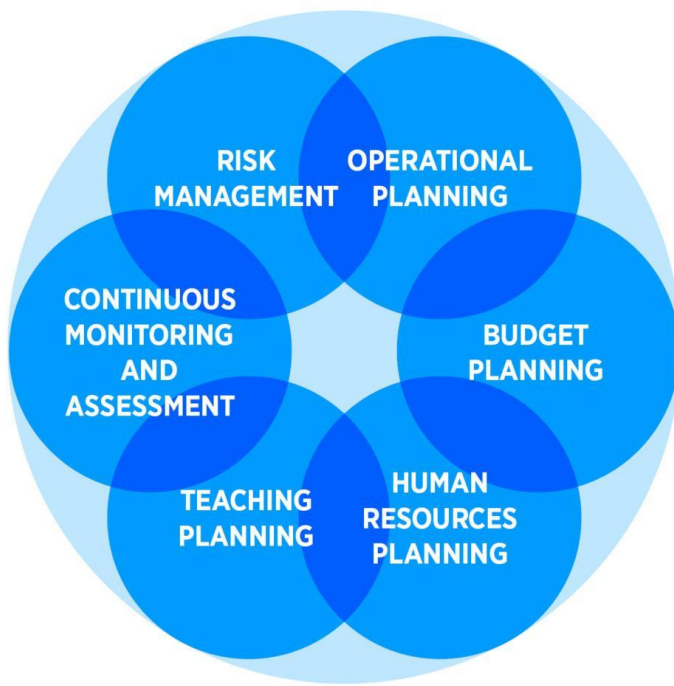 RISK
MANAGEMENT
OPERATIONAL
PLANNING
CONTINUOUS
MONITORING
AND
ASSESSMENT
BUDGET
PLANNING
TEACHING
PLANNING
HUMAN
RESOURCES
PLANNING